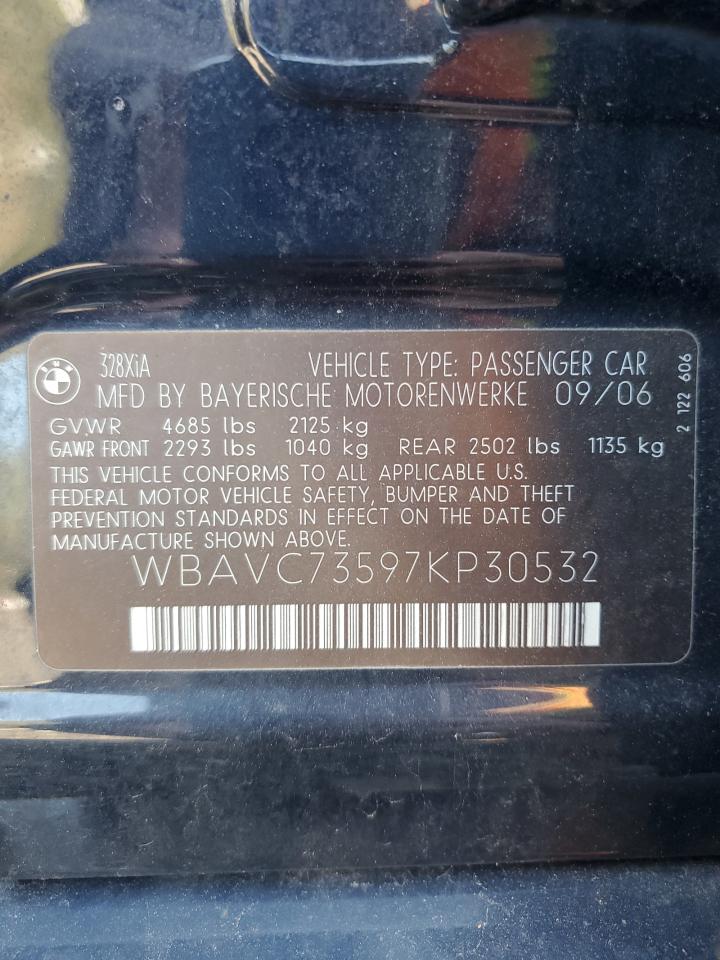 BMW
328XiA VEHICLE TYPE: PASSENGER CAR
MFD BY BAYERISCHE MOTORENWERKE 09/06
GVWR 4685 lbs 2125 kg
GAWR FRONT 2293 lbs 1040 kg REAR 2502 lbs 1135 kg
THIS VEHICLE CONFORMS TO ALL APPLICABLE U.S.
FEDERAL MOTOR VEHICLE SAFETY, BUMPER AND THEFT
PREVENTION STANDARDS IN EFFECT ON THE DATE OF
MANUFACTURE SHOWN ABOVE.
WBAVC73597KP30532
2 122 606